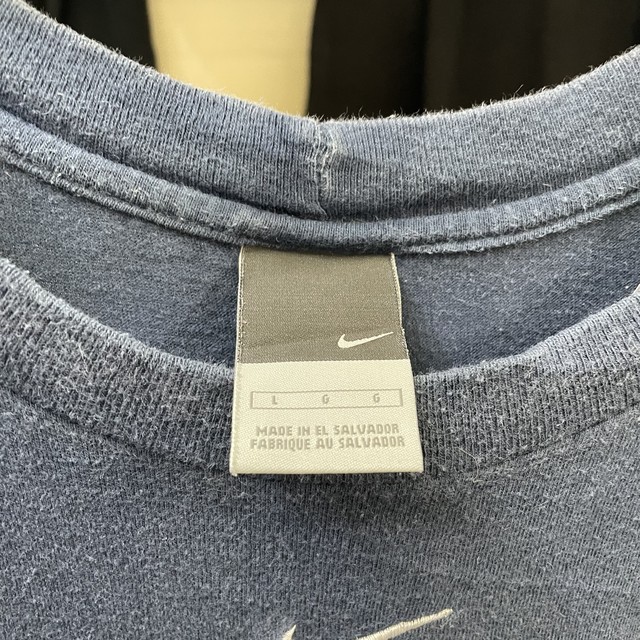 L G G
MADE IN EL SALVADOR
FABRIQUE AU SALVADOR